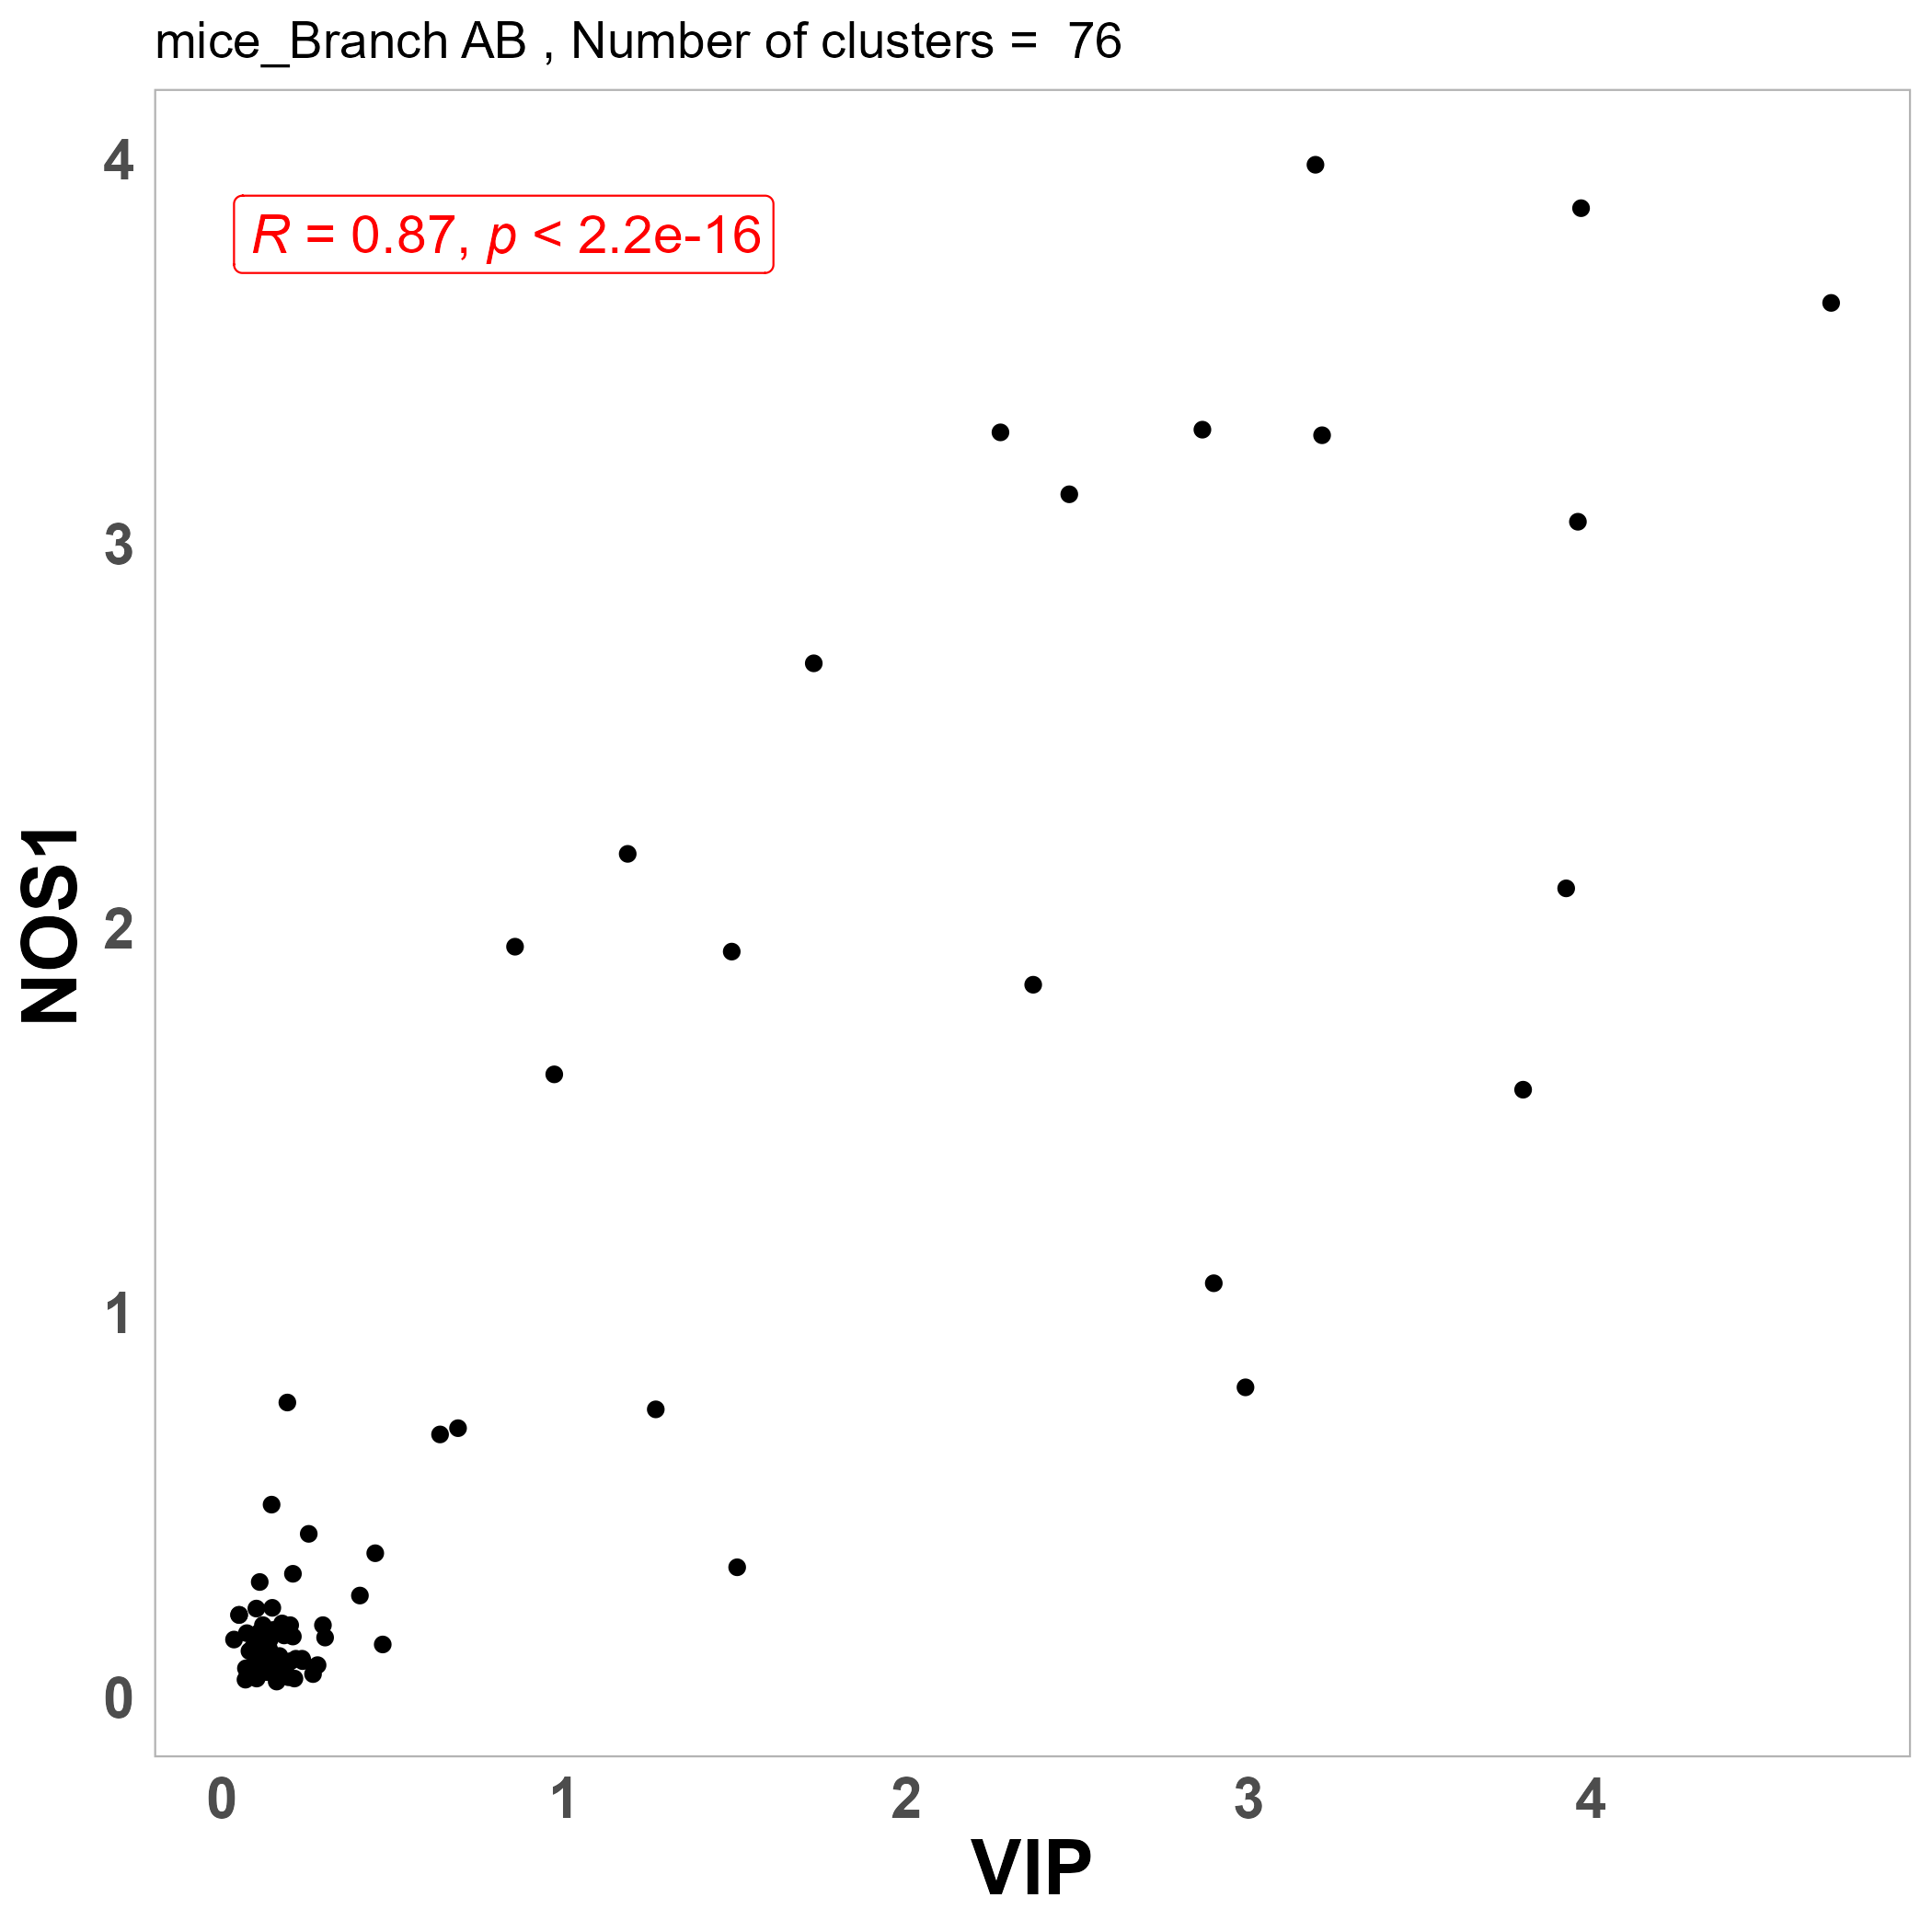 mice_Branch AB , Number of clusters =  76
R = 0.87, p < 2.2e-16
4
3
2
1
0
NOS1
0 1 2 3 4
VIP